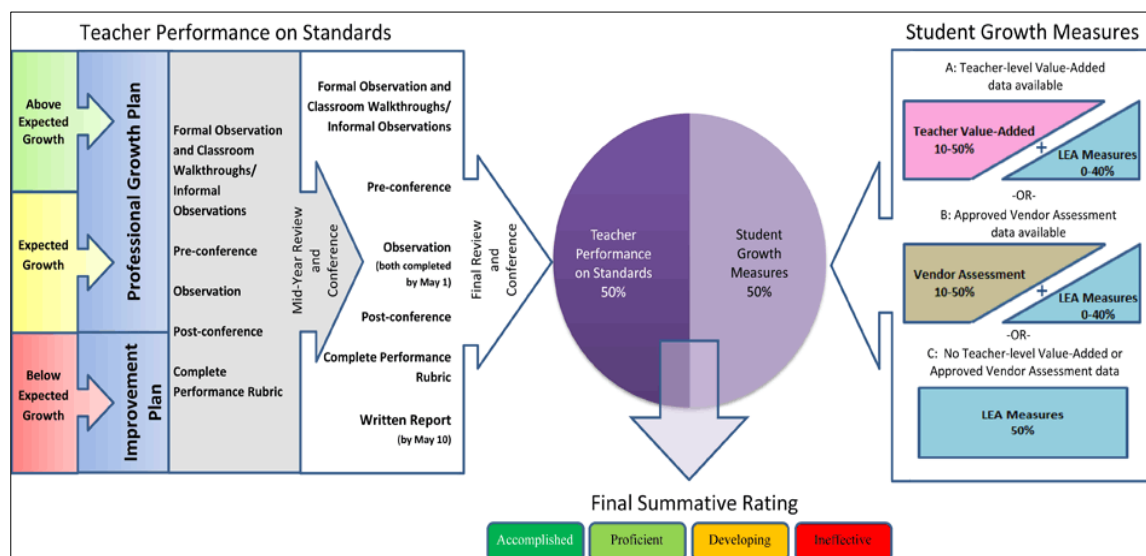 Teacher Performance on Standards
Above
Expected
Growth
Expected
Growth
Below
Expected
Growth
Professional Growth Plan
Improvement
Plan
Formal Observation
and Classroom
Walkthroughs/
Informal
Observations
Pre-conference
Observation
Post-conference
Complete
Performance Rubric
Mid-Year Review
and
Conference
Formal Observation and
Classroom Walkthroughs/
Informal Observations
Pre-conference
Observation
(both completed
by May 1)
Post-conference
Complete Performance
Rubric
Written Report
(by May 10)
Final Review
and
Conference
Teacher
Performance
on Standards
50%
Student
Growth
Measures
50%
Student Growth Measures
A: Teacher-level Value-Added
data available
Teacher Value-Added
10-50%
+
LEA Measures
0-40%
-OR-
B: Approved Vendor Assessment
data available
Vendor Assessment
10-50%
+
LEA Measures
0-40%
-OR-
C: No Teacher-level Value-Added or
Approved Vendor Assessment data
LEA Measures
50%
Final Summative Rating
Accomplished
Proficient
Developing
Ineffective